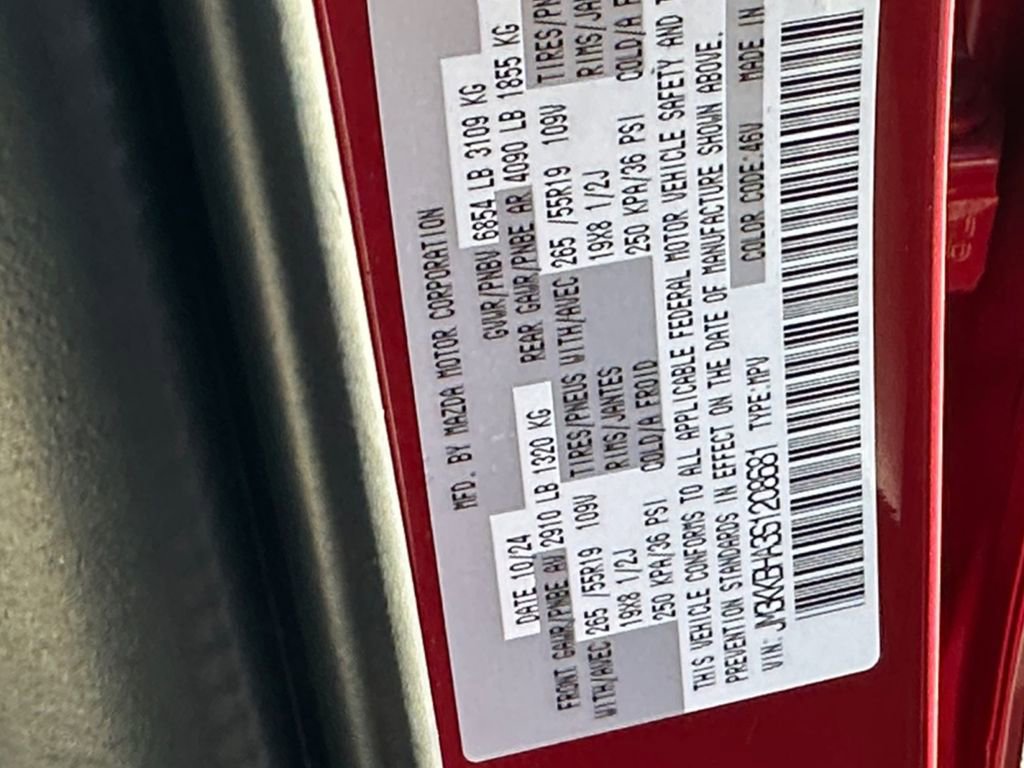 MFD. BY MAZDA MOTOR CORPORATION
DATE 10/24 GVWR/PNBV 6854 LB 3109 KG
FRONT GAWR/PNBE AV 2910 LB 1320 KG REAR GAWR/PNBE AR 4090 LB 1855 KG
WITH/AVEC 265 /55R19 109V TIRES/PNEUS WITH/AVEC 265 /55R19 109V TIRES/PN
19X8 1/2J RIMS/JANTES 19X8 1/2J RIMS/JAN
250 KPA/36 PSI COLD/A FROID 250 KPA/36 PSI COLD/A F
THIS VEHICLE CONFORMS TO ALL APPLICABLE FEDERAL MOTOR VEHICLE SAFETY AND T
PREVENTION STANDARDS IN EFFECT ON THE DATE OF MANUFACTURE SHOWN ABOVE.
VIN: JM3KKBHA3S1208681 TYPE:MPV COLOR CODE:46V MADE IN